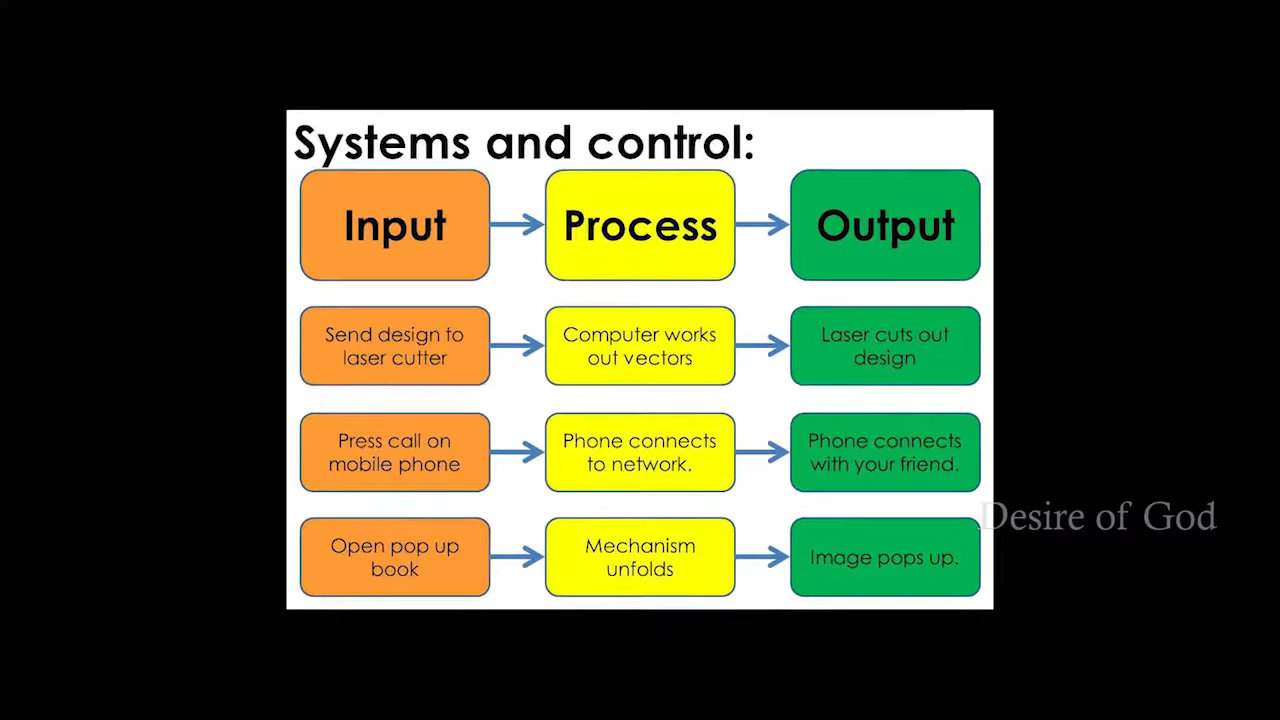 Systems and control:
Input
Process
Output
Send design to
laser cutter
Computer works
out vectors
Laser cuts out
design
Press call on
mobile phone
Phone connects
to network.
Phone connects
with your friend.
Open pop up
book
Mechanism
unfolds
Image pops up.
Desire of God